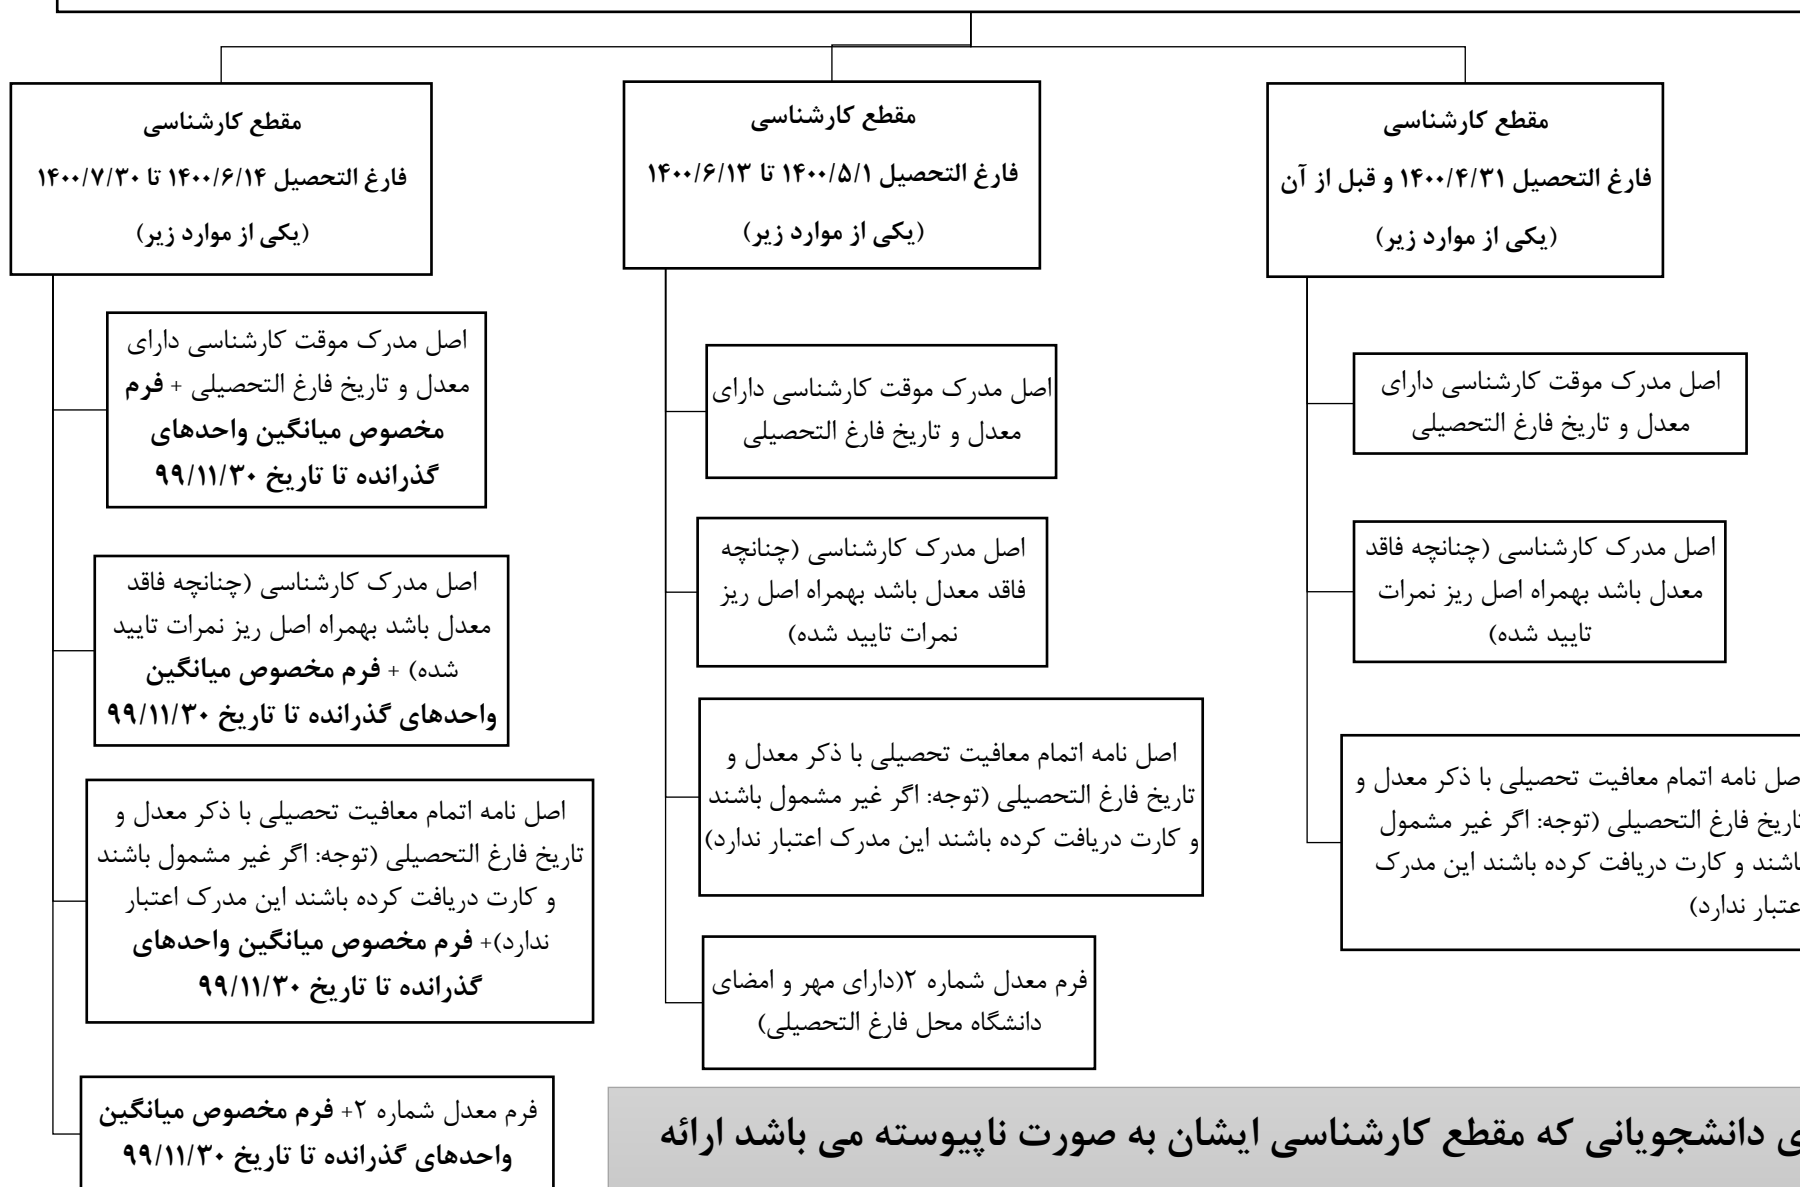 مقطع کارشناسی
فارغ التحصیل ۱۴۰۰/۴/۳۱ و قبل از آن
(یکی از موارد زیر)
اصل مدرک موقت کارشناسی دارای
معدل و تاریخ فارغ التحصیلی
اصل مدرک کارشناسی (چنانچه فاقد
معدل باشد بهمراه اصل ریز نمرات
تایید شده)
نامه اتمام معافیت تحصیلی با ذکر معدل و
فارغ التحصیلی (توجه: اگر غیر مشمول
و کارت دریافت کرده باشند این مدرک
ندارد)
مقطع کارشناسی
فارغ التحصیل ۱۴۰۰/۵/۱ تا ۱۴۰۰/۶/۱۳
(یکی از موارد زیر)
اصل مدرک موقت کارشناسی دارای
معدل و تاریخ فارغ التحصیلی
اصل مدرک کارشناسی (چنانچه
فاقد معدل باشد بهمراه اصل ریز
نمرات تایید شده)
اصل نامه اتمام معافیت تحصیلی با ذکر معدل و
تاریخ فارغ التحصیلی (توجه: اگر غیر مشمول باشند
و کارت دریافت کرده باشند این مدرک اعتبار ندارد)
فرم معدل شماره ۲(دارای مهر و امضای
دانشگاه محل فارغ التحصیلی)
مقطع کارشناسی
فارغ التحصیل ۱۴۰۰/۶/۱۴ تا ۱۴۰۰/۷/۳۰
(یکی از موارد زیر)
اصل مدرک موقت کارشناسی دارای
معدل و تاریخ فارغ التحصیلی + فرم
مخصوص میانگین واحدهای
گذرانده تا تاریخ ۹۹/۱۱/۳۰
اصل مدرک کارشناسی (چنانچه فاقد
معدل باشد بهمراه اصل ریز نمرات تایید
شده) + فرم مخصوص میانگین
واحدهای گذرانده تا تاریخ ۹۹/۱۱/۳۰
اصل نامه اتمام معافیت تحصیلی با ذکر معدل و
تاریخ فارغ التحصیلی (توجه: اگر غیر مشمول باشند
و کارت دریافت کرده باشند این مدرک اعتبار
ندارد)+ فرم مخصوص میانگین واحدهای
گذرانده تا تاریخ ۹۹/۱۱/۳۰
فرم معدل شماره ۲+ فرم مخصوص میانگین
واحدهای گذرانده تا تاریخ ۹۹/۱۱/۳۰
دانشجویانی که مقطع کارشناسی ایشان به صورت ناپیوسته می باشد ارائه